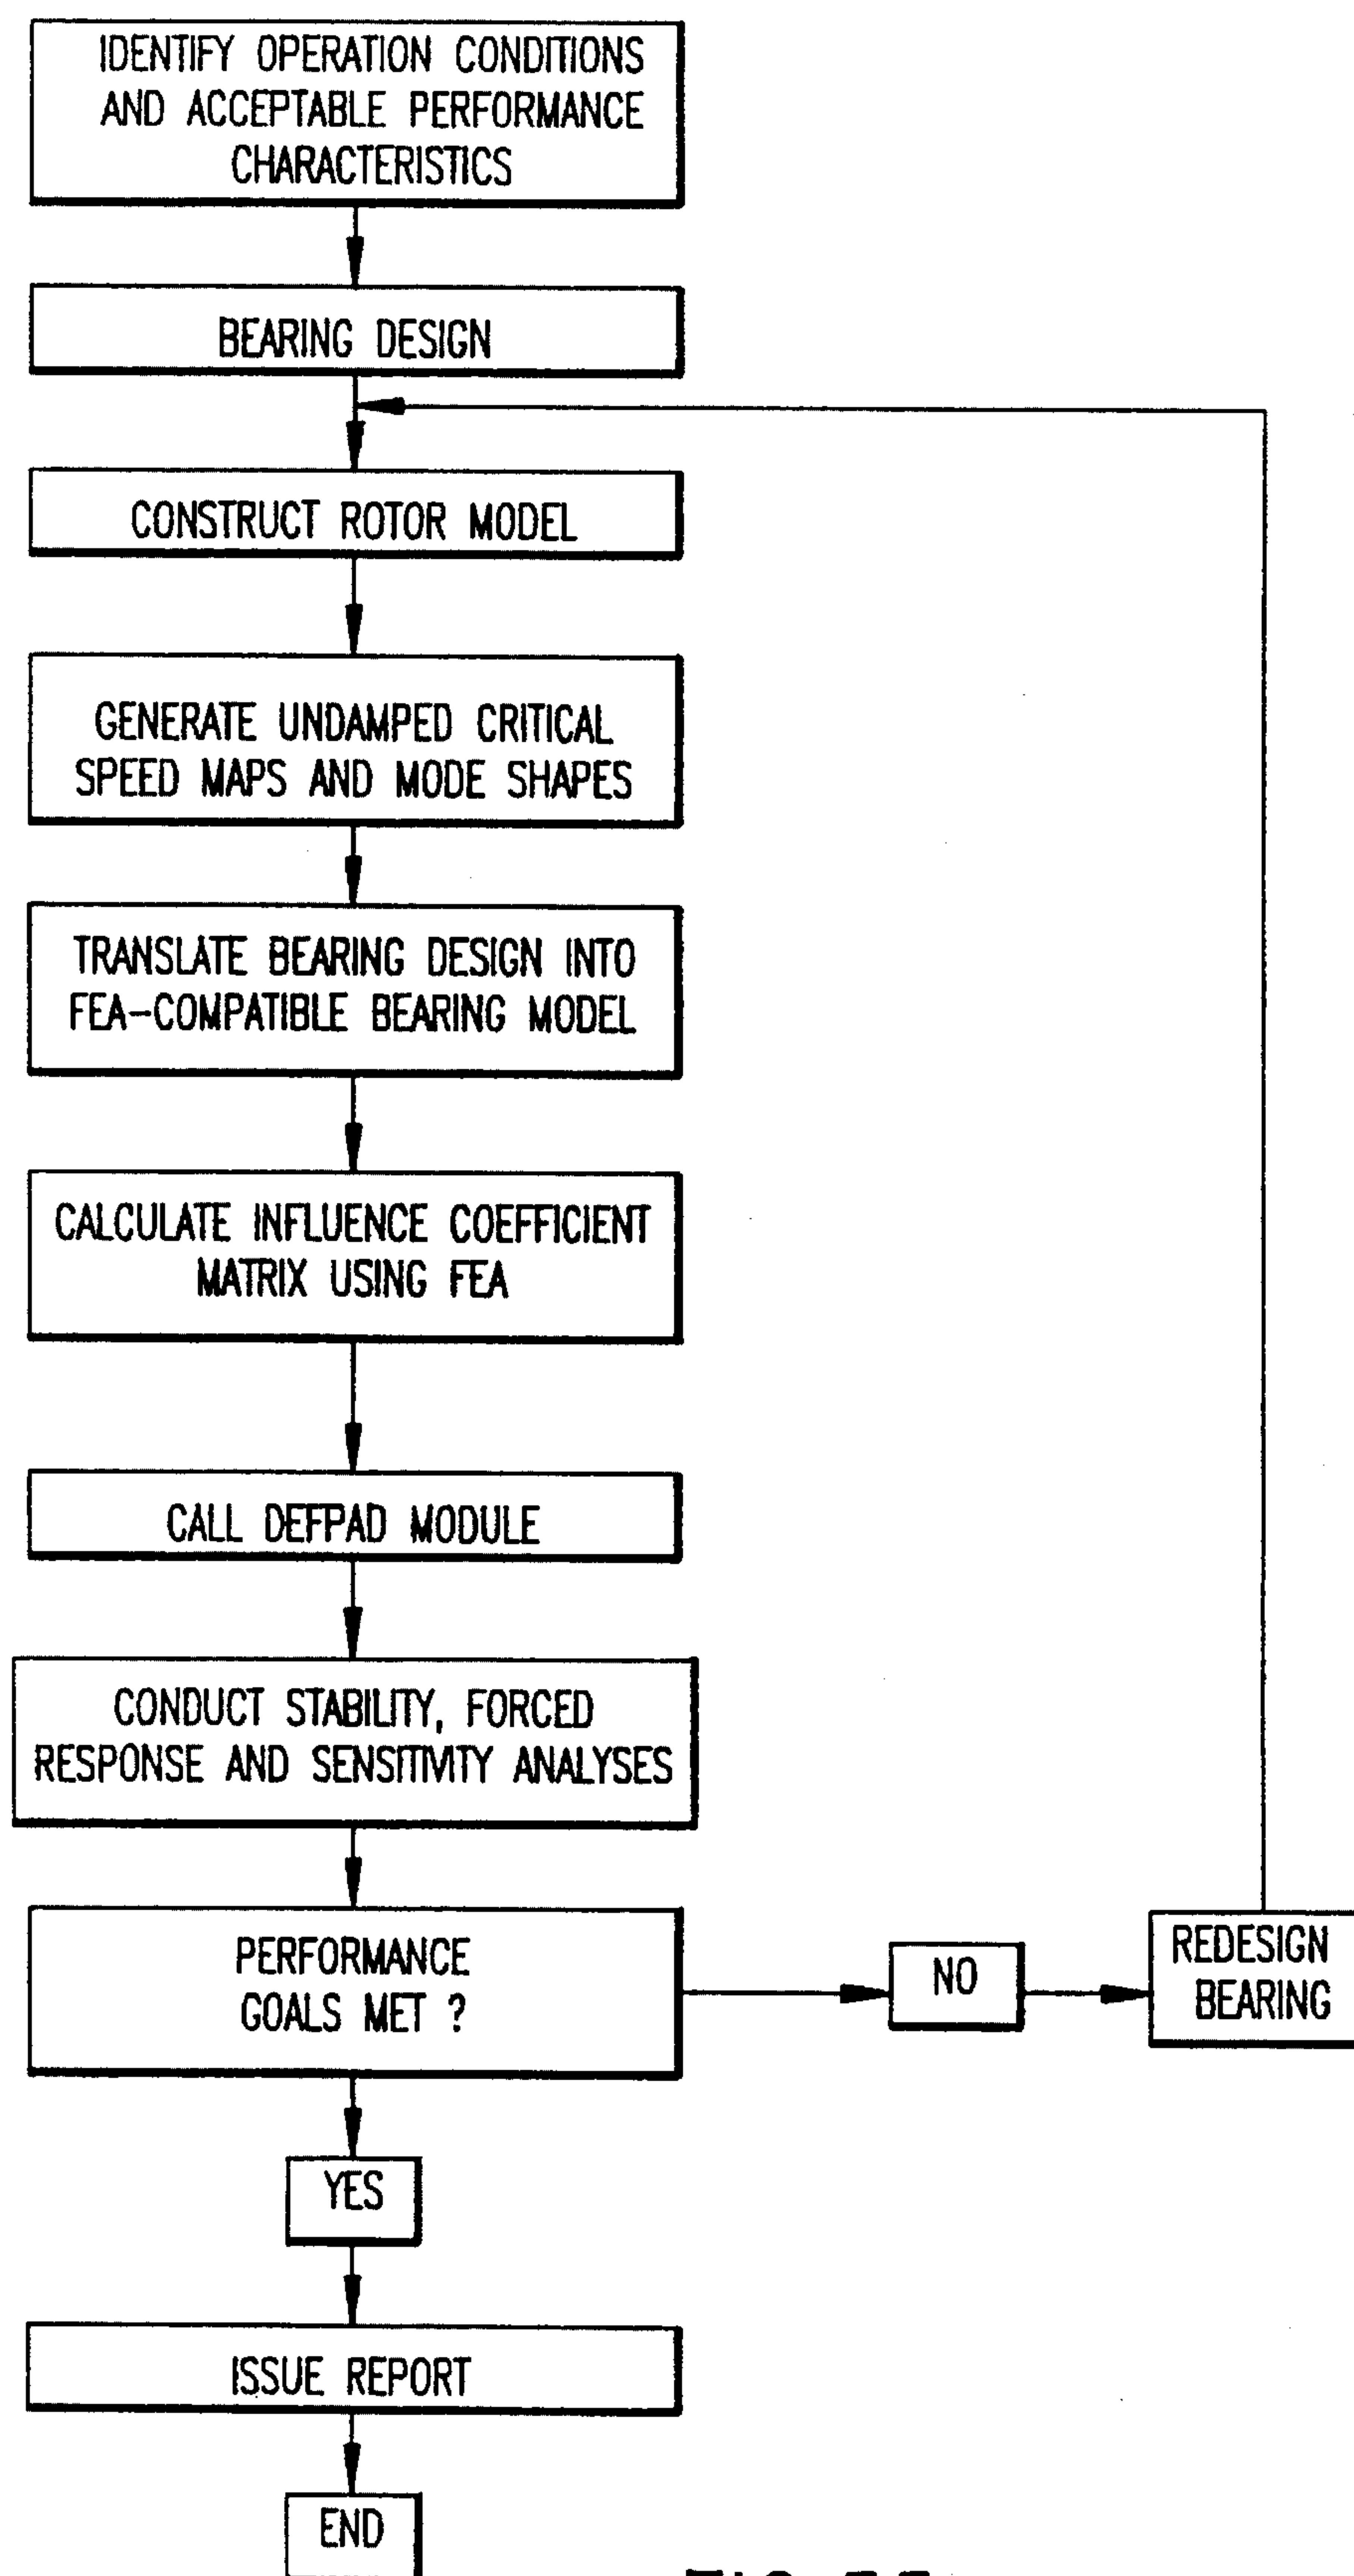 IDENTIFY OPERATION CONDITIONS
AND ACCEPTABLE PERFORMANCE
CHARACTERISTICS
BEARING DESIGN
CONSTRUCT ROTOR MODEL
GENERATE UNDAMPED CRITICAL
SPEED MAPS AND MODE SHAPES
TRANSLATE BEARING DESIGN INTO
FEA-COMPATIBLE BEARING MODEL
CALCULATE INFLUENCE COEFFICIENT
MATRIX USING FEA
CALL DEFPAD MODULE
CONDUCT STABILITY, FORCED
RESPONSE AND SENSITIVITY ANALYSES
PERFORMANCE
GOALS MET ?
NO
REDESIGN
BEARING
YES
ISSUE REPORT
END